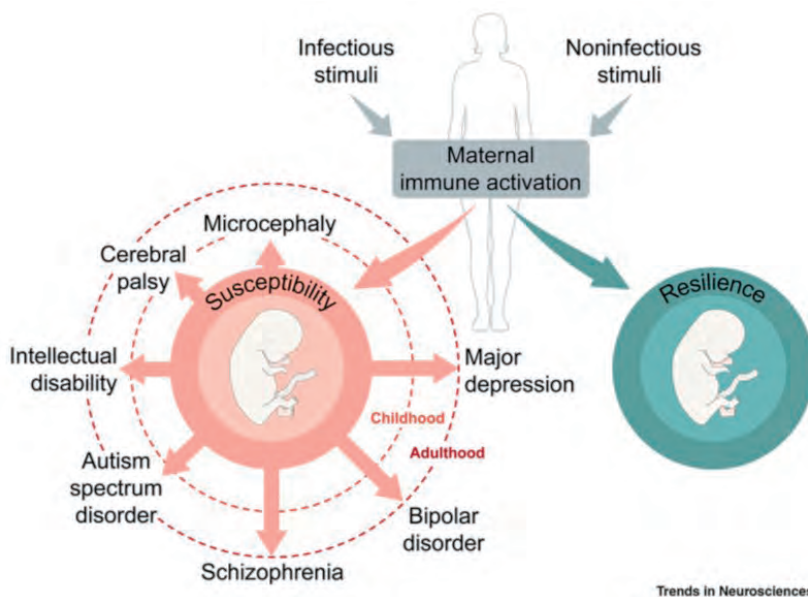 Infectious
stimuli
Noninfectious
stimuli
Maternal
immune activation
Microcephaly
Cerebral
palsy
Susceptibility
Resilience
Intellectual
disability
Major
depression
Childhood
Adulthood
Autism
spectrum
disorder
Bipolar
disorder
Schizophrenia
Trends in Neurosciences